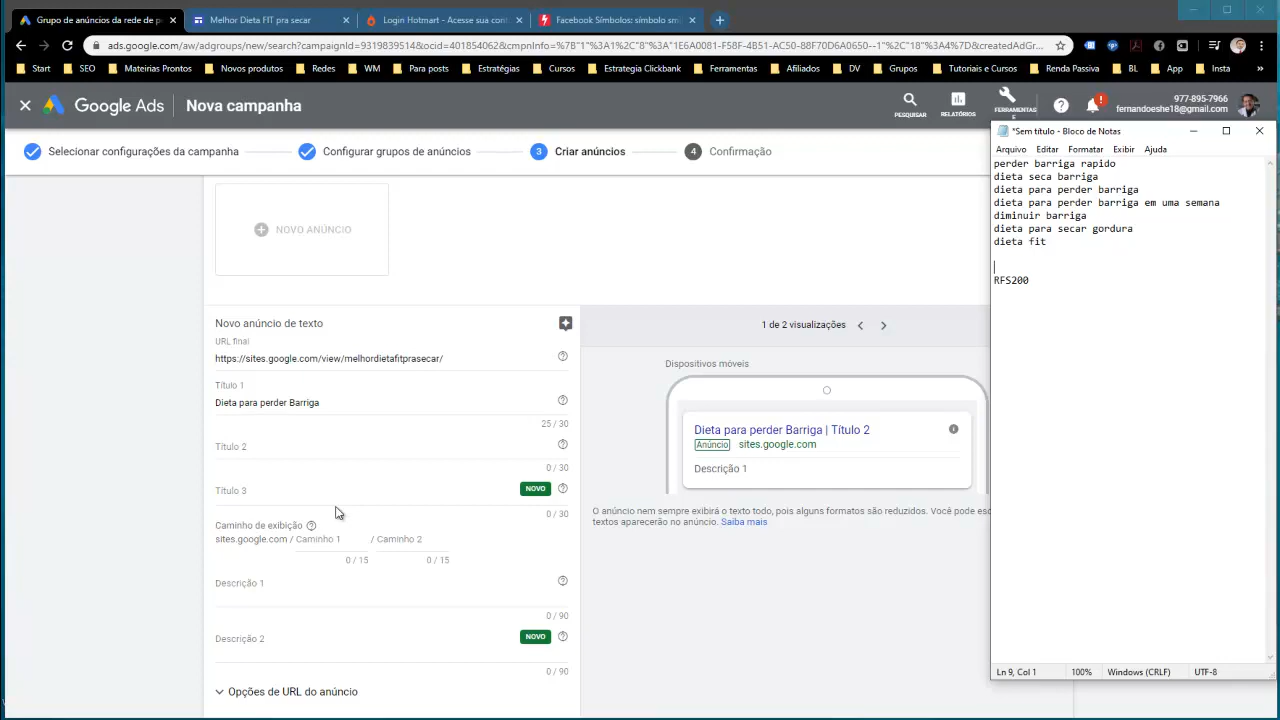 Grupo de anúncios da rede de p
Melhor Dieta FIT pra secar
Login Hotmart - Acesse sua cont
Facebook Símbolos: símbolo smi
ads.google.com/aw/adgroups/new/search?campaignId=9319839514&ocid=401854062&cmpnInfo=%7B"1"%3A1%2C"8"%3A"1E6A0081-F58F-4B51-AC50-88F70D6A0650--1"%2C"18"%3A4%7D&createdAdGr...
Start
SEO
Mateirias Prontos
Novos produtos
Redes
WM
Para posts
Estratégias
Cursos
Estrategia Clickbank
Ferramentas
Afiliados
DV
Grupos
Tutoriais e Cursos
Renda Passiva
BL
App
Insta
»
Google Ads
Nova campanha
PESQUISAR
RELATÓRIOS
FERRAMENTAS
E
977-895-7966
fernandoeshe18@gmail.com
Selecionar configurações da campanha
Configurar grupos de anúncios
3 Criar anúncios
4 Confirmação
NOVO ANÚNCIO
Novo anúncio de texto
URL final
https://sites.google.com/view/melhordietafitprasecar/
Título 1
Dieta para perder Barriga
25 / 30
Título 2
0 / 30
Título 3
NOVO
0 / 30
Caminho de exibição
sites.google.com / Caminho 1 / Caminho 2
0 / 15 0 / 15
Descrição 1
0 / 90
Descrição 2
NOVO
0 / 90
Opções de URL do anúncio
1 de 2 visualizações
Dispositivos móveis
Dieta para perder Barriga | Título 2
Anúncio sites.google.com
Descrição 1
O anúncio nem sempre exibirá o texto todo, pois alguns formatos são reduzidos. Você pode esc
textos aparecerão no anúncio. Saiba mais
*Sem título - Bloco de Notas
Arquivo Editar Formatar Exibir Ajuda
perder barriga rapido
dieta seca barriga
dieta para perder barriga
dieta para perder barriga em uma semana
diminuir barriga
dieta para secar gordura
dieta fit
RFS200
Ln 9, Col 1
100%
Windows (CRLF)
UTF-8